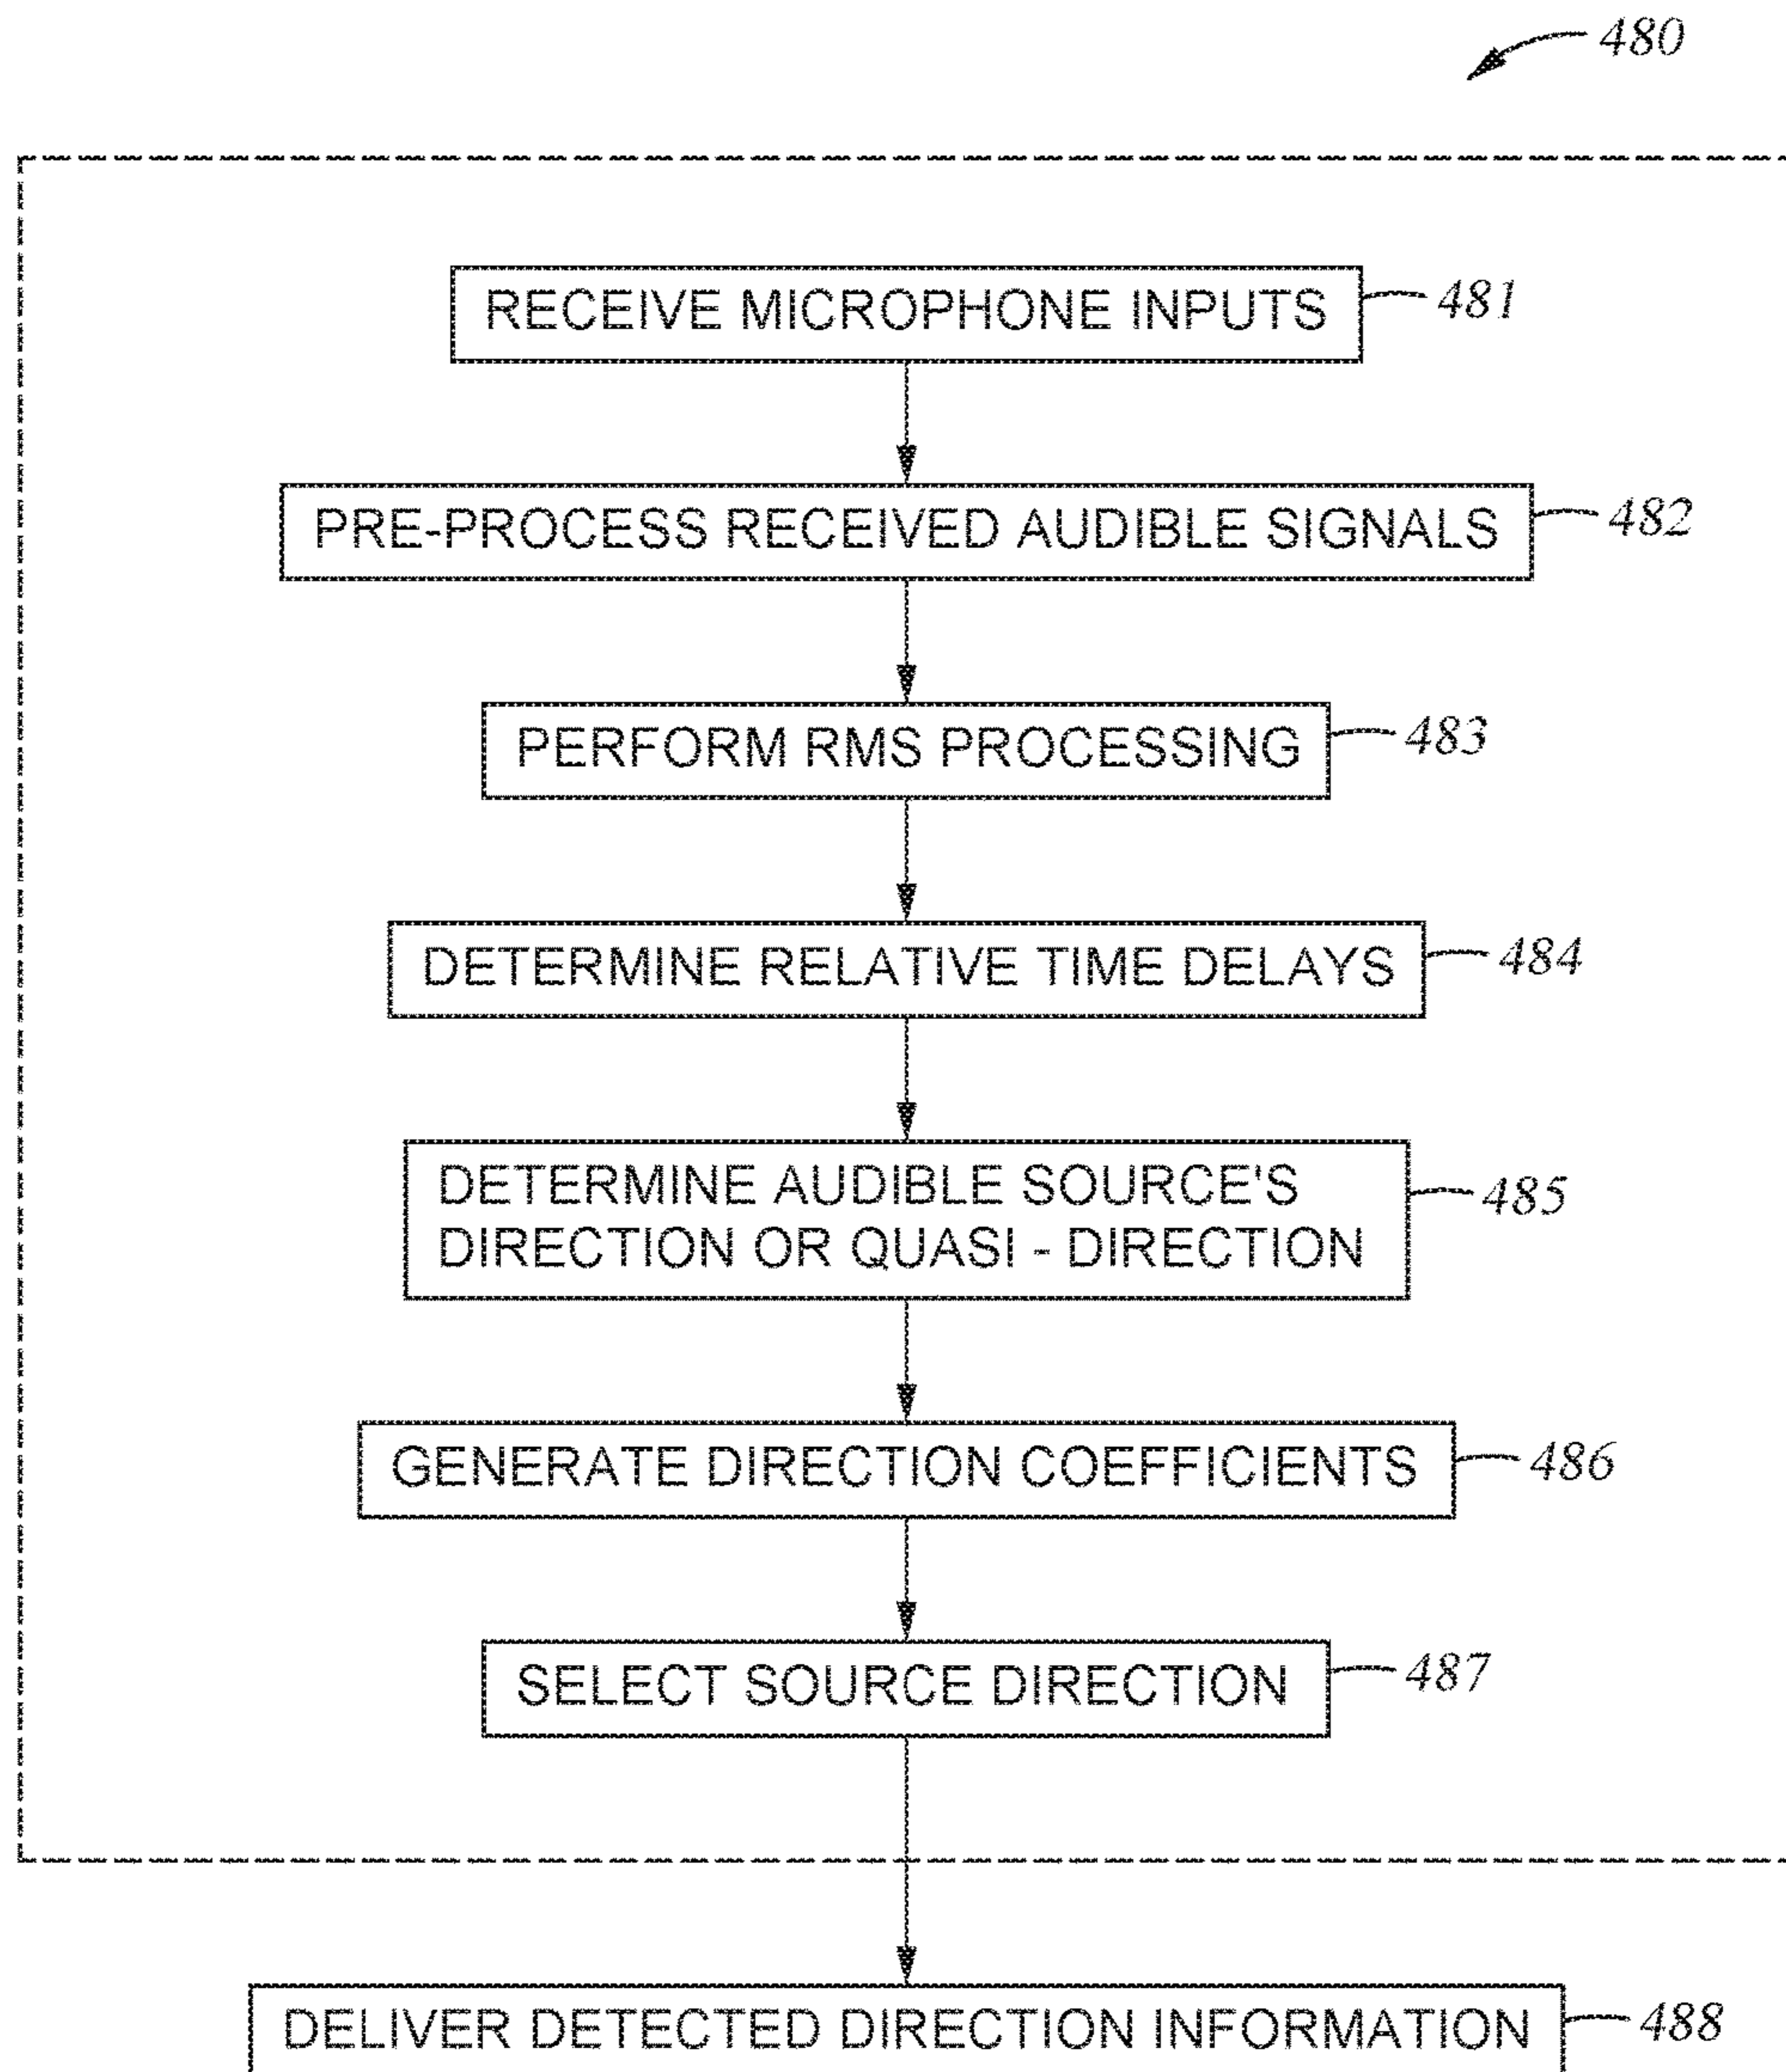 480
RECEIVE MICROPHONE INPUTS 481
PRE-PROCESS RECEIVED AUDIBLE SIGNALS 482
PERFORM RMS PROCESSING 483
DETERMINE RELATIVE TIME DELAYS 484
DETERMINE AUDIBLE SOURCE'S
DIRECTION OR QUASI - DIRECTION 485
GENERATE DIRECTION COEFFICIENTS 486
SELECT SOURCE DIRECTION 487
DELIVER DETECTED DIRECTION INFORMATION 488